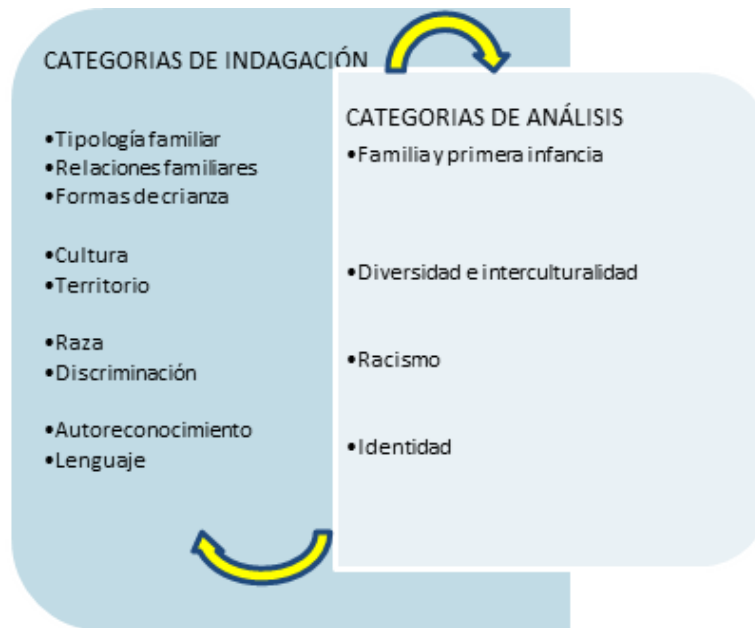 CATEGORIAS DE INDAGACIÓN
•Tipología familiar
•Relaciones familiares
•Formas de crianza
•Cultura
•Territorio
•Raza
•Discriminación
•Autoreconocimiento
•Lenguaje
CATEGORIAS DE ANÁLISIS
•Familia y primera infancia
•Diversidad e interculturalidad
•Racismo
•Identidad